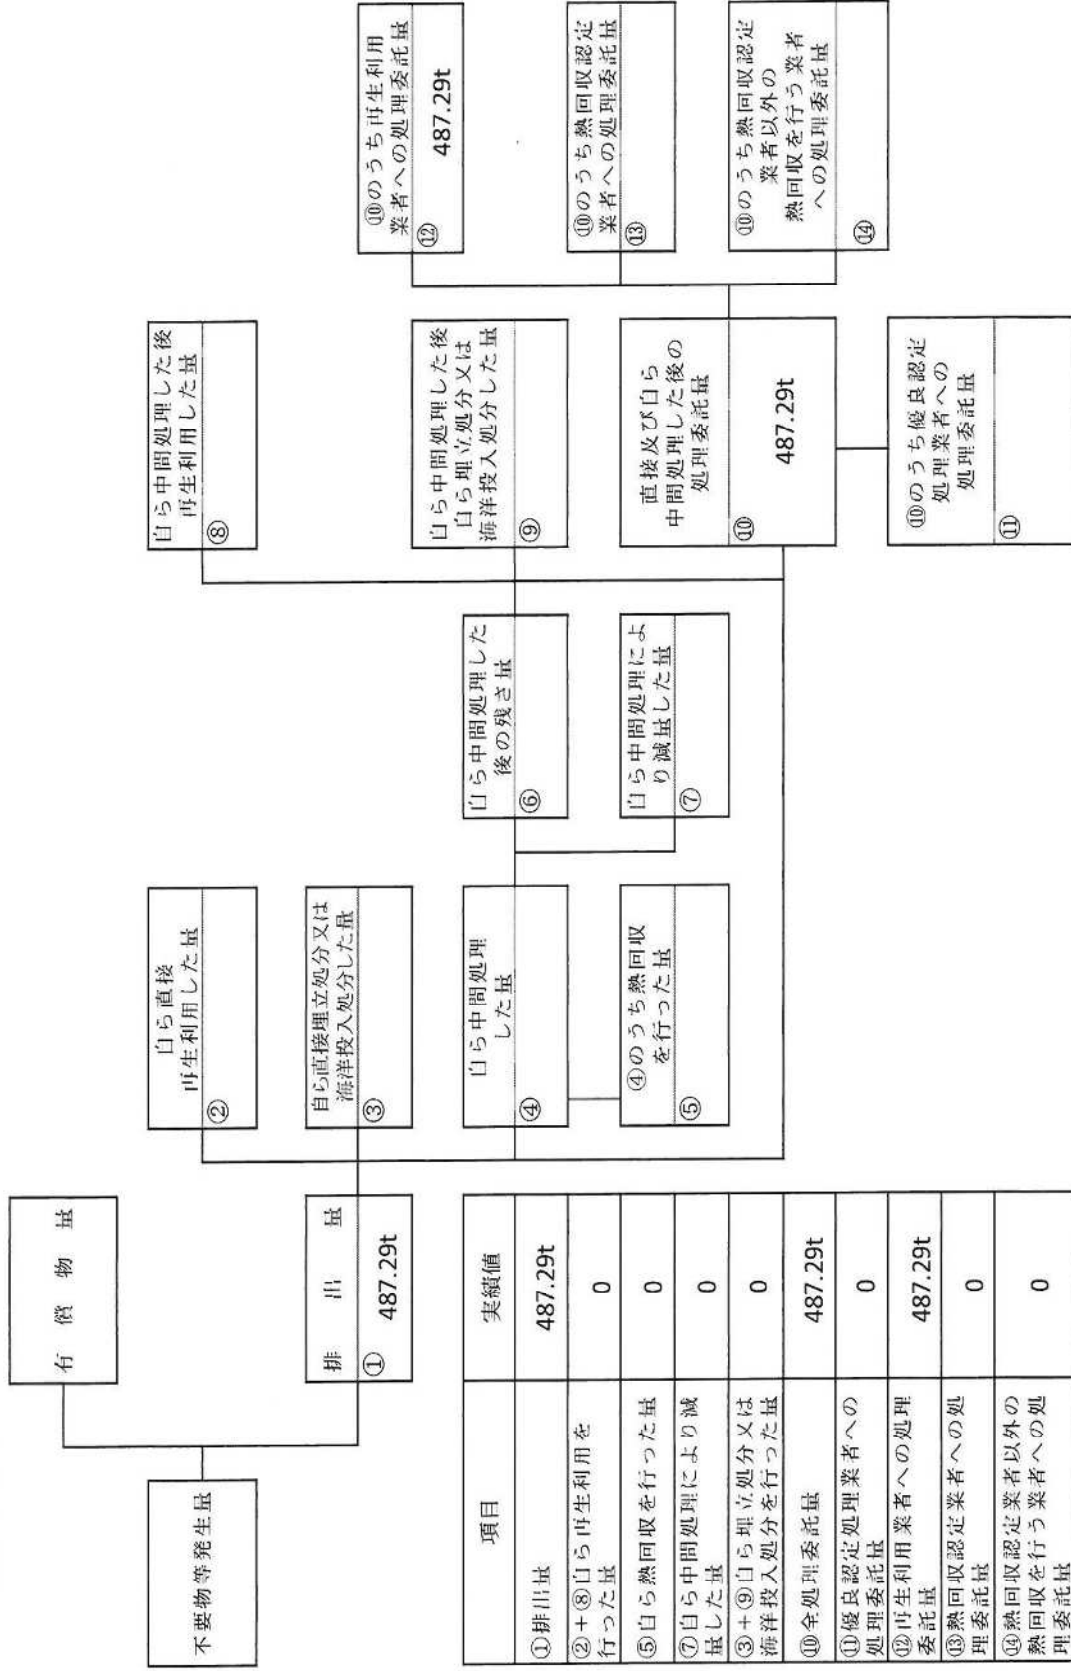 不要物等発生量
有償物量
排出量
① 487.29t
自ら直接
再生利用した量
②
自ら直接埋立処分又は
海洋投入処分した量
③
自ら中間処理
した量
④
④のうち熱回収
を行った量
⑤
自ら中間処理した
後の残さ量
⑥
自ら中間処理によ
り減量した量
⑦
自ら中間処理した後
再生利用した量
⑧
自ら中間処理した後
自ら埋立処分又は
海洋投入処分した量
⑨
直接及び自ら
中間処理した後の
処理委託量
⑩
487.29t
⑩のうち優良認定
処理業者への
処理委託量
⑪
⑩のうち再生利用
業者への処理委託量
⑫
487.29t
⑩のうち熱回収認定
業者への処理委託量
⑬
⑩のうち熱回収認定
業者以外の
熱回収を行う業者
への処理委託量
⑭
項目 実績値
①排出量 487.29t
②+⑧自ら再生利用を
行った量 0
⑤自ら熱回収を行った量 0
⑦自ら中間処理により減
量した量 0
③+⑨自ら埋立処分又は
海洋投入処分を行った量 0
⑩全処理委託量 487.29t
⑪優良認定処理業者への
処理委託量 0
⑫再生利用業者への処理
委託量 487.29t
⑬熱回収認定業者への処
理委託量 0
⑭熱回収認定業者以外の
熱回収を行う業者への処
理委託量 0